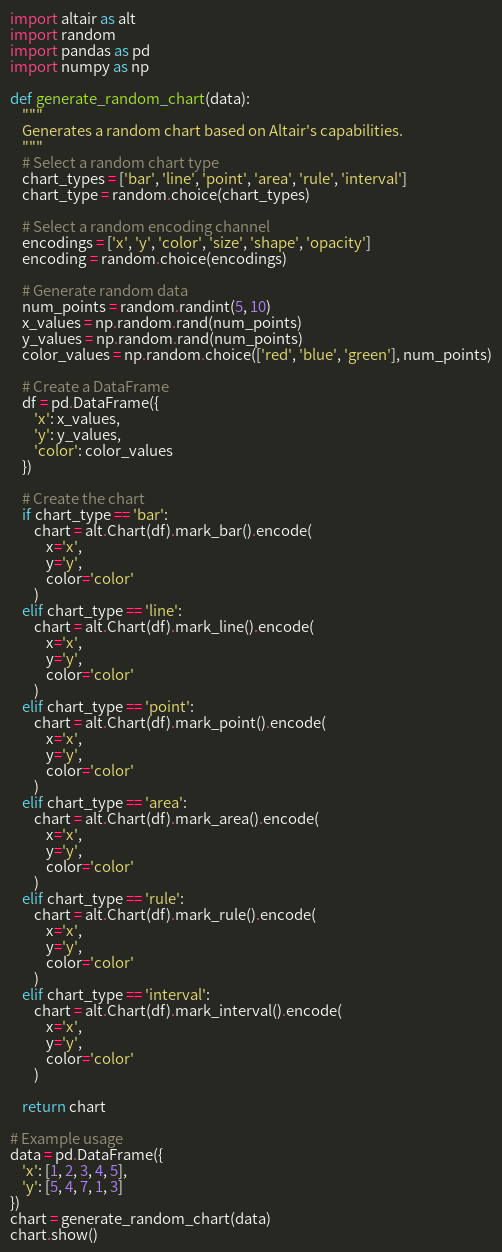 import altair as alt
import random
import pandas as pd
import numpy as np

def generate_random_chart(data):
    """
    Generates a random chart based on Altair's capabilities.
    """
    # Select a random chart type
    chart_types = ['bar', 'line', 'point', 'area', 'rule', 'interval']
    chart_type = random.choice(chart_types)

    # Select a random encoding channel
    encodings = ['x', 'y', 'color', 'size', 'shape', 'opacity']
    encoding = random.choice(encodings)

    # Generate random data
    num_points = random.randint(5, 10)
    x_values = np.random.rand(num_points)
    y_values = np.random.rand(num_points)
    color_values = np.random.choice(['red', 'blue', 'green'], num_points)

    # Create a DataFrame
    df = pd.DataFrame({
        'x': x_values,
        'y': y_values,
        'color': color_values
    })

    # Create the chart
    if chart_type == 'bar':
        chart = alt.Chart(df).mark_bar().encode(
            x='x',
            y='y',
            color='color'
        )
    elif chart_type == 'line':
        chart = alt.Chart(df).mark_line().encode(
            x='x',
            y='y',
            color='color'
        )
    elif chart_type == 'point':
        chart = alt.Chart(df).mark_point().encode(
            x='x',
            y='y',
            color='color'
        )
    elif chart_type == 'area':
        chart = alt.Chart(df).mark_area().encode(
            x='x',
            y='y',
            color='color'
        )
    elif chart_type == 'rule':
        chart = alt.Chart(df).mark_rule().encode(
            x='x',
            y='y',
            color='color'
        )
    elif chart_type == 'interval':
        chart = alt.Chart(df).mark_interval().encode(
            x='x',
            y='y',
            color='color'
        )

    return chart

# Example usage
data = pd.DataFrame({
    'x': [1, 2, 3, 4, 5],
    'y': [5, 4, 7, 1, 3]
})
chart = generate_random_chart(data)
chart.show()